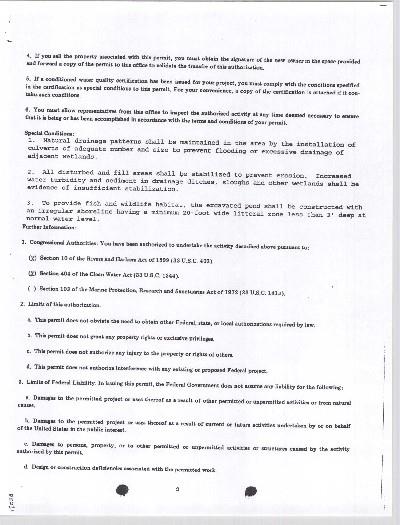 4. If you sell the property associated with this permit, you must obtain the signature of the new owner in the space provided
and forward a copy of the permit to this office to validate the transfer of this authorization.
5. If a conditioned water quality certification has been issued for your project, you must comply with the conditions specified
in the certification as special conditions to this permit. For your convenience, a copy of the certification is attached if it con-
tains such conditions.
6. You must allow representatives from this office to inspect the authorized activity at any time deemed necessary to ensure
that it is being or has been accomplished in accordance with the terms and conditions of your permit.
Special Conditions:
1. Natural drainage patterns shall be maintained in the area by the installation of
culverts of adequate number and size to prevent flooding or excessive drainage of
adjacent wetlands.
2. All disturbed and fill areas shall be stabilized to prevent erosion. Increased
water turbidity and sediment in drainage ditches, sloughs and other wetlands shall be
evidence of insufficient stabilization.
3. To provide fish and wildlife habitat, the excavated pond shall be constructed with
an irregular shoreline having a minimum 20-foot wide littoral zone less than 3' deep at
normal water level.
Further Information:
1. Congressional Authorities: You have been authorized to undertake the activity described above pursuant to:
(X) Section 10 of the Rivers and Harbors Act of 1899 (33 U.S.C. 403).
(X) Section 404 of the Clean Water Act (33 U.S.C. 1344).
( ) Section 103 of the Marine Protection, Research and Sanctuaries Act of 1972 (33 U.S.C. 1413).
2. Limits of this authorization.
a. This permit does not obviate the need to obtain other Federal, state, or local authorizations required by law.
b. This permit does not grant any property rights or exclusive privileges.
c. This permit does not authorize any injury to the property or rights of others.
d. This permit does not authorize interference with any existing or proposed Federal project.
3. Limits of Federal Liability. In issuing this permit, the Federal Government does not assume any liability for the following:
a. Damages to the permitted project or uses thereof as a result of other permitted or unpermitted activities or from natural
causes.
b. Damages to the permitted project or uses thereof as a result of current or future activities undertaken by or on behalf
of the United States in the public interest.
c. Damages to persons, property, or to other permitted or unpermitted activities or structures caused by the activity
authorized by this permit.
d. Design or construction deficiencies associated with the permitted work.